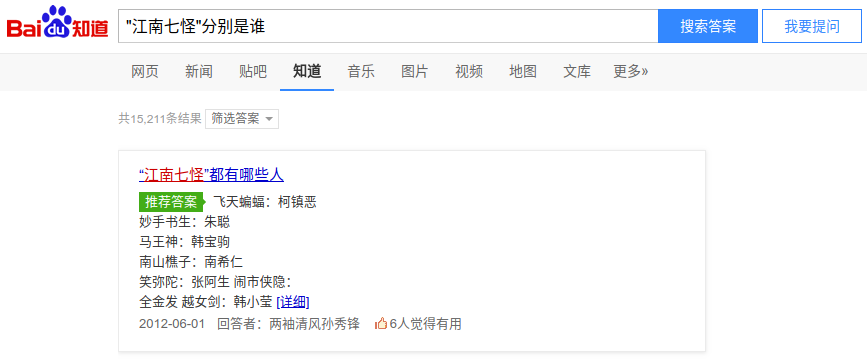 Bai du 知道
"江南七怪"分别是谁
搜索答案
我要提问
网页 新闻 贴吧 知道 音乐 图片 视频 地图 文库 更多»
共15,211条结果 筛选答案
“江南七怪”都有哪些人
推荐答案 飞天蝙蝠：柯镇恶
妙手书生：朱聪
马王神：韩宝驹
南山樵子：南希仁
笑弥陀：张阿生 闹市侠隐：
全金发 越女剑：韩小莹 [详细]
2012-06-01 回答者：两袖清风孙秀锋 6人觉得有用